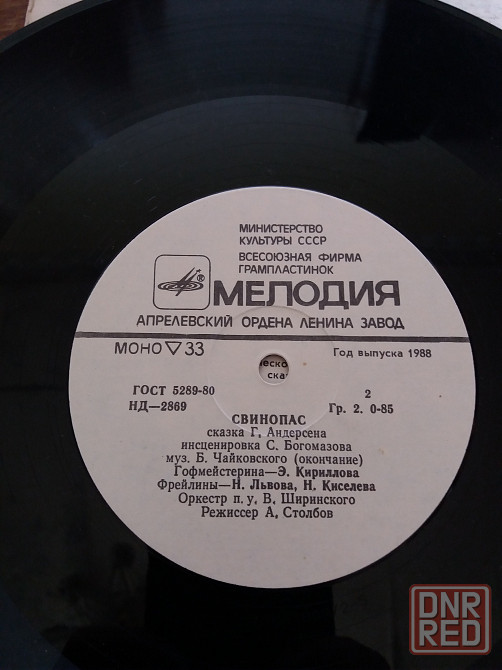 МИНИСТЕРСТВО
КУЛЬТУРЫ СССР
ВСЕСОЮЗНАЯ ФИРМА
ГРАМПЛАСТИНОК
®
МЕЛОДИЯ
АПРЕЛЕВСКИЙ ОРДЕНА ЛЕНИНА ЗАВОД
МОНО ▽ 33
Год выпуска 1988
еско
ска
ГОСТ 5289-80
2
НД—2869
Гр. 2. 0-85
СВИНОПАС
сказка Г. Андерсена
инсценировка С. Богомазова
муз. Б. Чайковского (окончание)
Гофмейстерина—Э. Кириллова
Фрейлины—Н. Львова, Н. Киселева
Оркестр п. у. В. Ширинского
Режиссер А. Столбов
DNR
RED